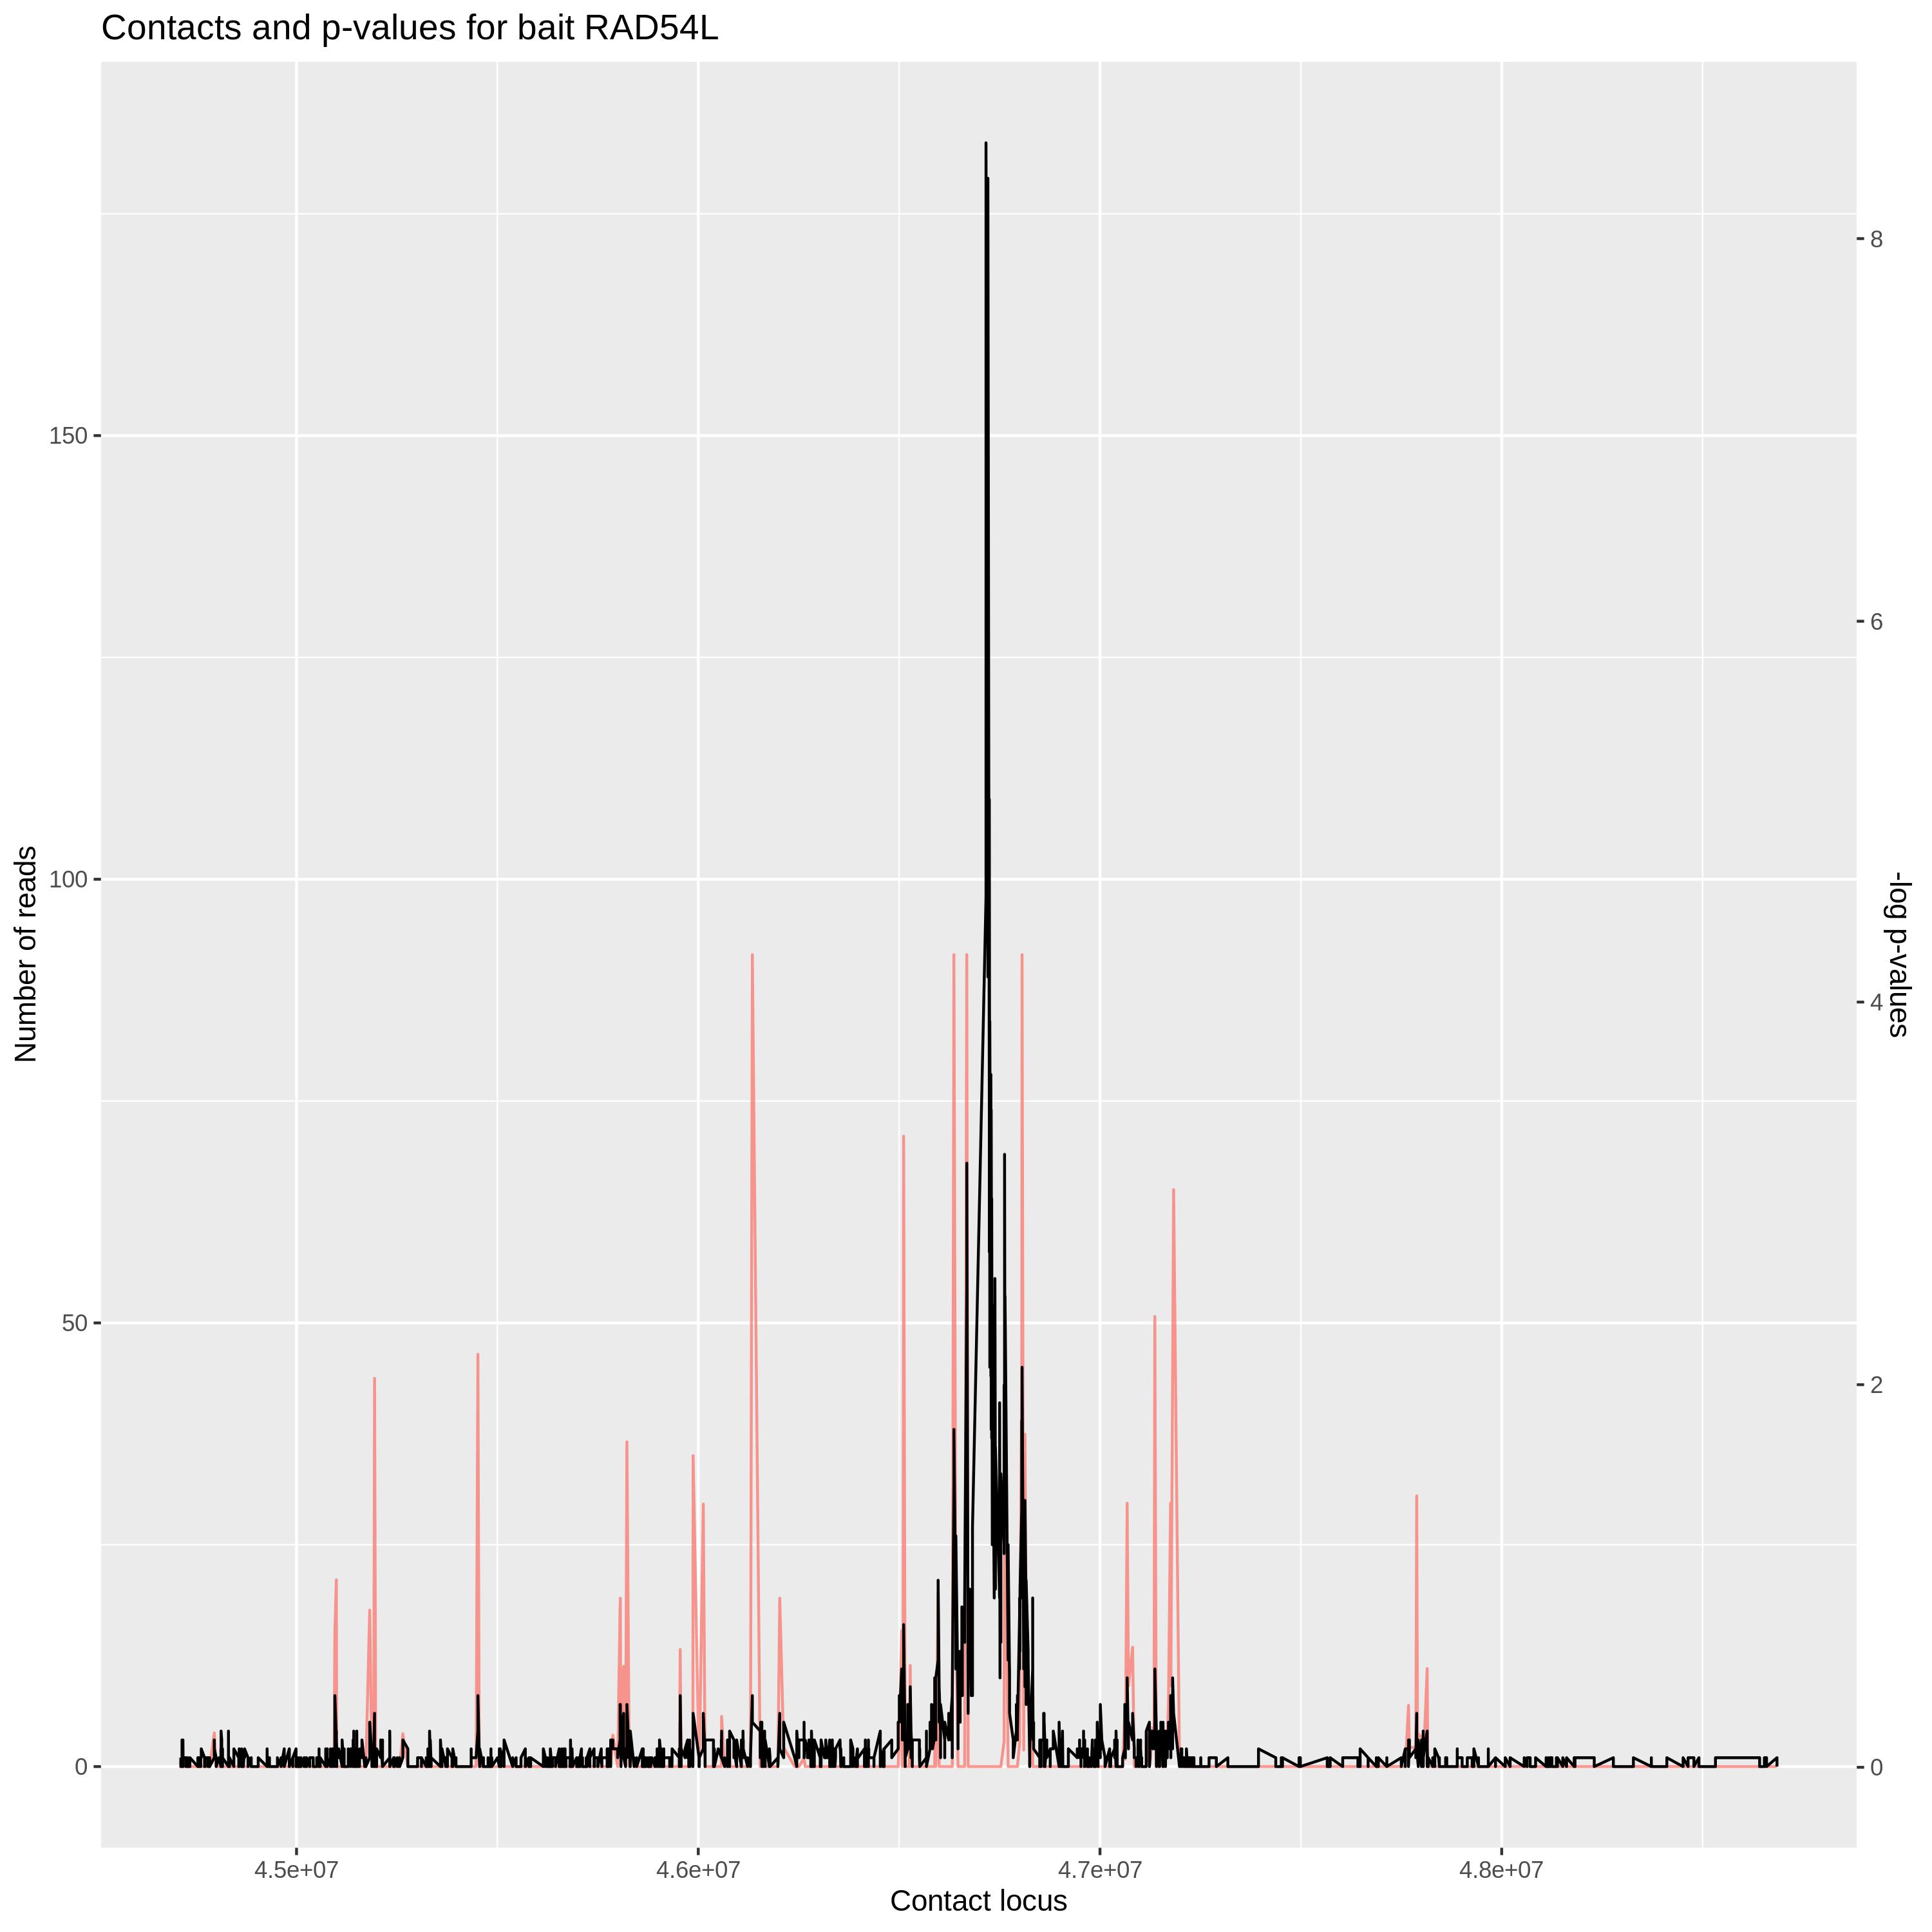 Contacts and p-values for bait RAD54L
Number of reads
150
100
50
0
8
6
4
2
0
-log p-values
4.5e+07
4.6e+07
4.7e+07
4.8e+07
Contact locus